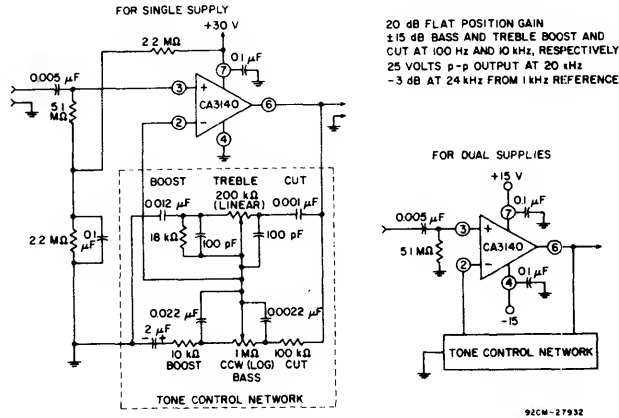 FOR SINGLE SUPPLY
+30 V
2.2 MΩ
0.1 μF
0.005 μF
5.1 MΩ
7
3
+
CA3140
6
2
−
4
BOOST
TREBLE
CUT
200 kΩ
(LINEAR)
0.012 μF
0.001 μF
18 kΩ
100 pF
100 pF
2.2 MΩ
0.1 μF
0.022 μF
0.0022 μF
2 μF
− +
10 kΩ
BOOST
1 MΩ
CCW (LOG)
BASS
100 kΩ
CUT
TONE CONTROL NETWORK
20 dB FLAT POSITION GAIN
±15 dB BASS AND TREBLE BOOST AND
CUT AT 100 Hz AND 10 kHz, RESPECTIVELY
25 VOLTS p-p OUTPUT AT 20 kHz
-3 dB AT 24 kHz FROM 1 kHz REFERENCE
FOR DUAL SUPPLIES
+15 V
0.1 μF
7
0.005 μF
3
+
CA3140
6
5.1 MΩ
2
−
4
0.1 μF
-15
TONE CONTROL NETWORK
92CM-27932